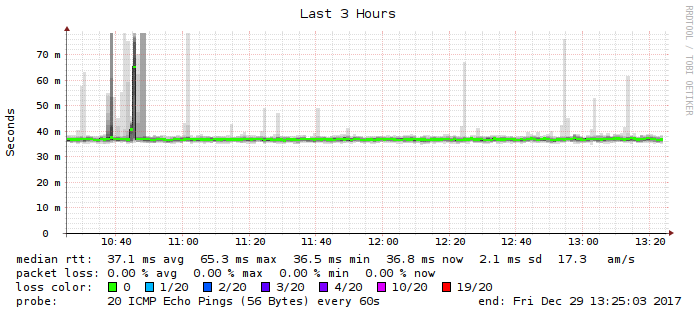 Last 3 Hours
RRDTOOL / TOBI OETIKER
Seconds
70 m
60 m
50 m
40 m
30 m
20 m
10 m
0
10:40 11:00 11:20 11:40 12:00 12:20 12:40 13:00 13:20
median rtt: 37.1 ms avg 65.3 ms max 36.5 ms min 36.8 ms now 2.1 ms sd 17.3 am/s
packet loss: 0.00 % avg 0.00 % max 0.00 % min 0.00 % now
loss color: 0 1/20 2/20 3/20 4/20 10/20 19/20
probe: 20 ICMP Echo Pings (56 Bytes) every 60s end: Fri Dec 29 13:25:03 2017